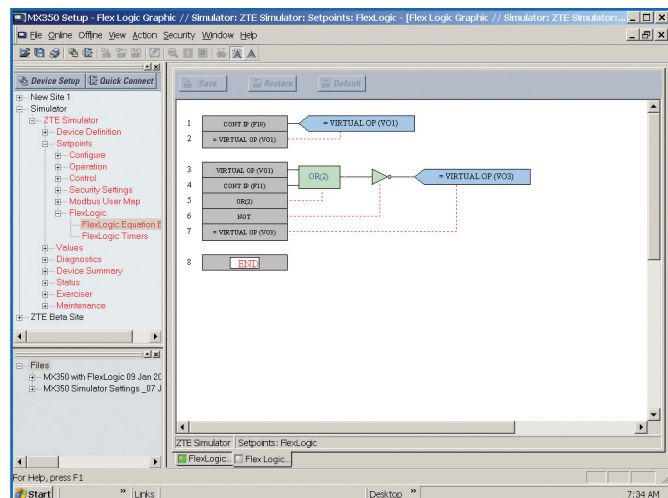 MX350 Setup - Flex Logic Graphic // Simulator: ZTE Simulator: Setpoints: FlexLogic - [Flex Logic Graphic // Simulator: ZTE Simulator:...
File Online Offline View Action Security Window Help
Device Setup Quick Connect
New Site 1
Simulator
ZTE Simulator
Device Definition
Setpoints
Configure
Operation
Control
Security Settings
Modbus User Map
FlexLogic
FlexLogic Equation E
FlexLogic Timers
Values
Diagnostics
Device Summary
Status
Exerciser
Maintenance
ZTE Beta Site
Files
MX350 with FlexLogic 09 Jan 20
MX350 Simulator Settings _07 J
Save Restore Default
1 CONT IP (F10) = VIRTUAL OP (VO1)
2 = VIRTUAL OP (VO1)
3 VIRTUAL OP (VO1) OR(2) = VIRTUAL OP (VO3)
4 CONT IP (F11)
5 OR(2)
6 NOT
7 = VIRTUAL OP (VO3)
8 END
ZTE Simulator Setpoints: FlexLogic
FlexLogic... Flex Logic...
For Help, press F1
Start » Links Desktop » 7:34 AM